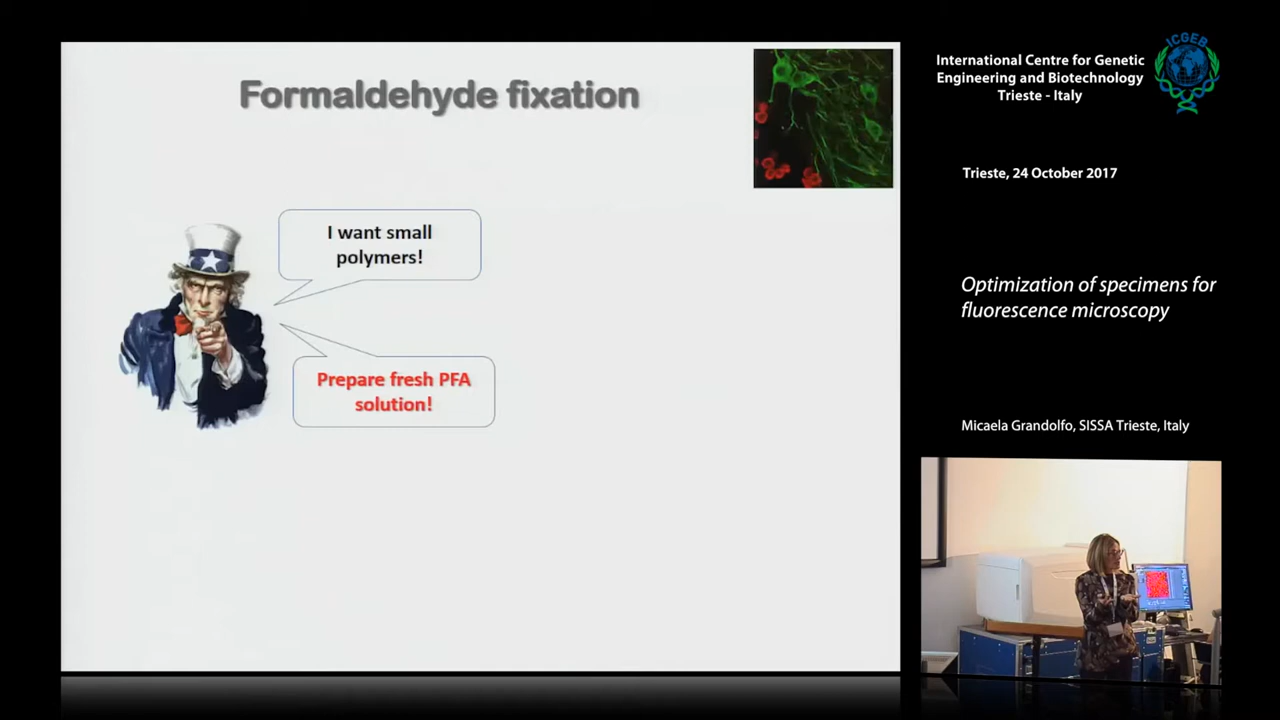 Formaldehyde fixation
I want small
polymers!
Prepare fresh PFA
solution!
International Centre for Genetic
Engineering and Biotechnology
Trieste - Italy
ICGEB
Trieste, 24 October 2017
Optimization of specimens for
fluorescence microscopy
Micaela Grandolfo, SISSA Trieste, Italy